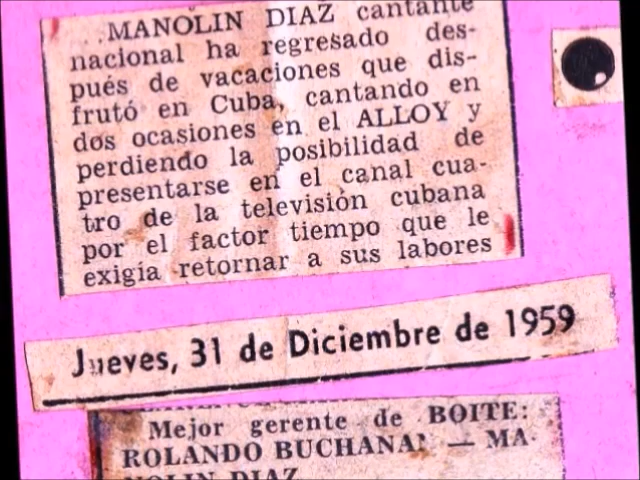 ..MANOLIN DIAZ cantante
nacional ha regresado des-
pués de vacaciones que dis-
frutó en Cuba, cantando en
dos ocasiones en el ALLOY y
perdiendo la posibilidad de
presentarse en el canal cua-
tro de la televisión cubana
por el factor tiempo que le
exigía retornar a sus labores
Jueves, 31 de Diciembre de 1959
Mejor gerente de BOITE:
ROLANDO — MA-
NOLIN DIAZ